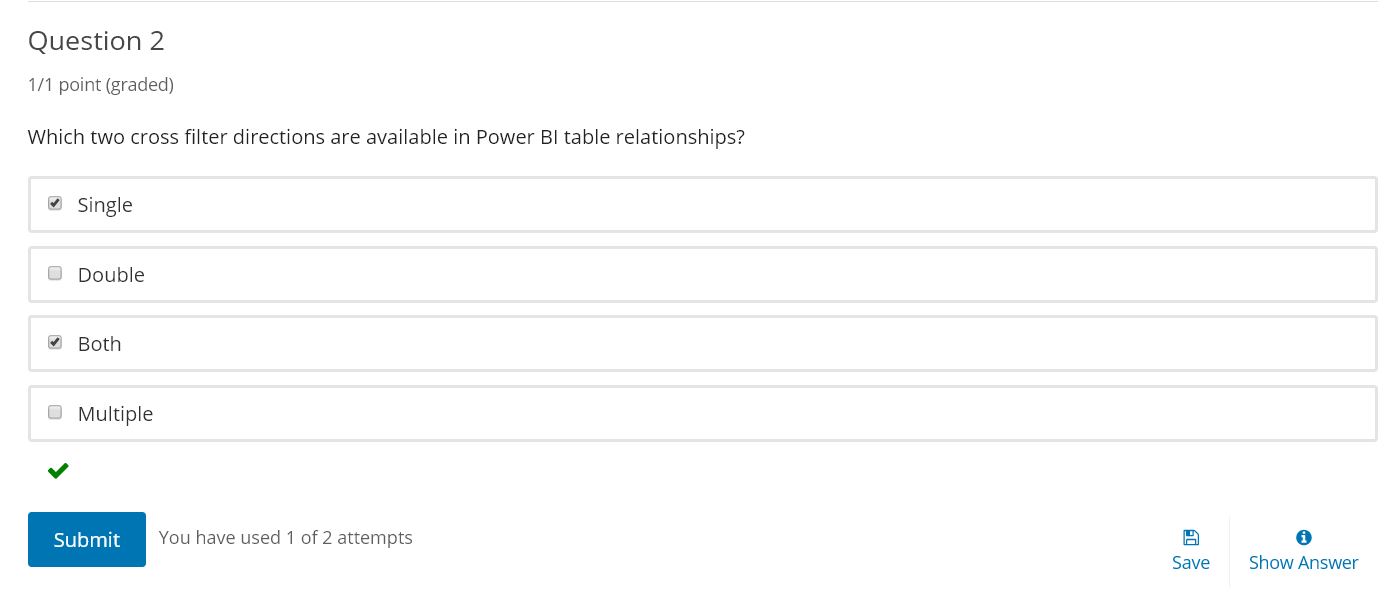 Question 2
1/1 point (graded)
Which two cross filter directions are available in Power BI table relationships?
Single
Double
Both
Multiple
Submit
You have used 1 of 2 attempts
Save
Show Answer